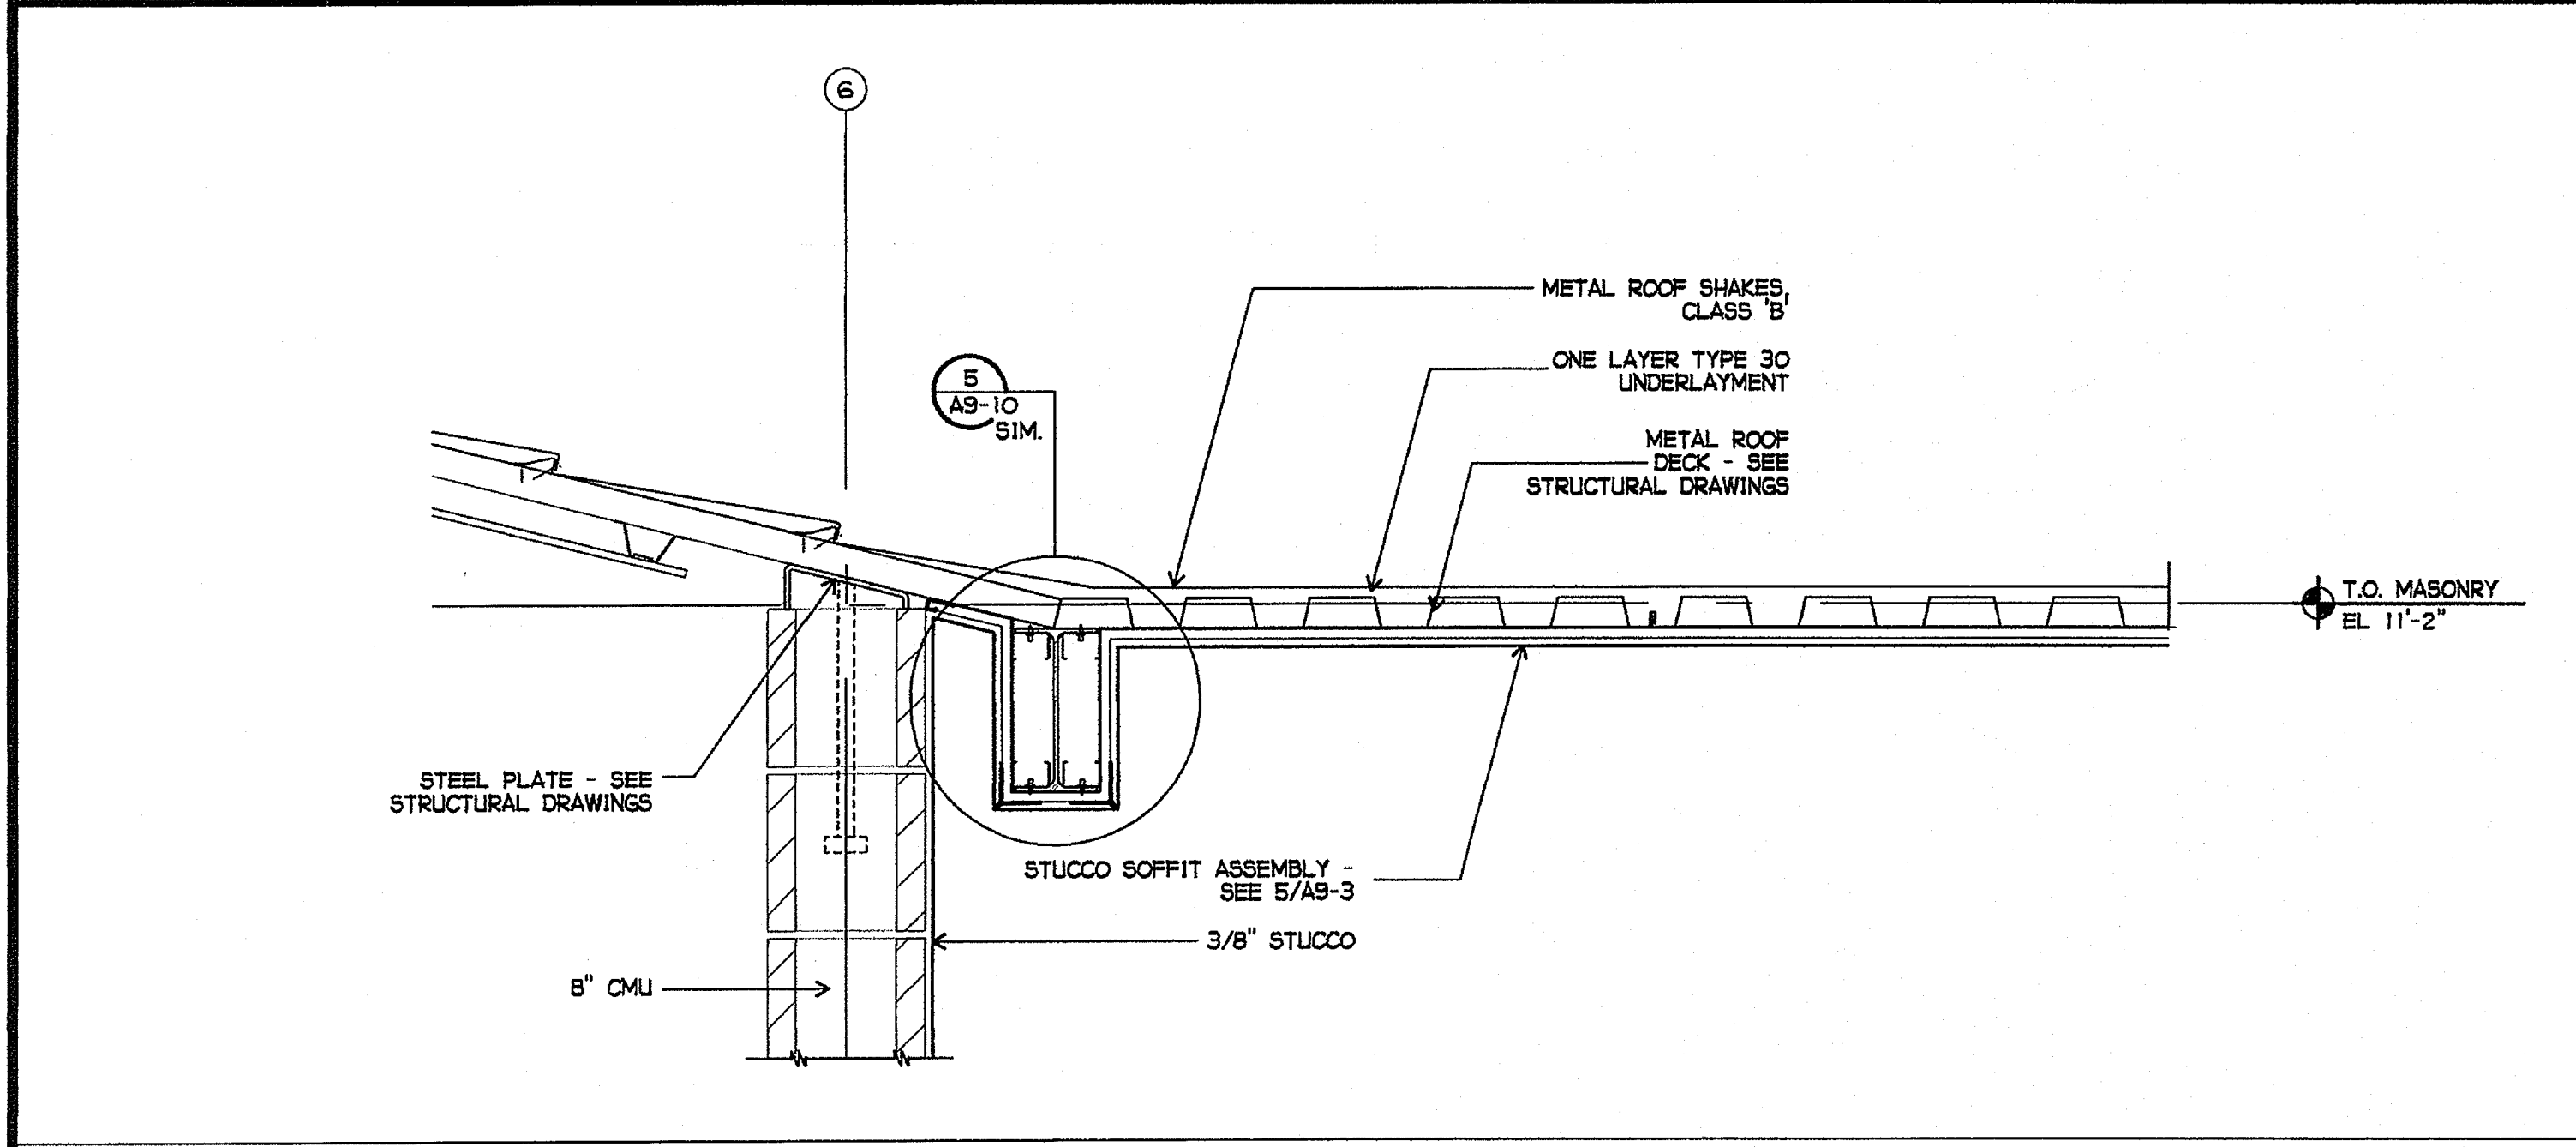 6
METAL ROOF SHAKES,
CLASS 'B'
ONE LAYER TYPE 30
UNDERLAYMENT
5
A9-10
SIM.
METAL ROOF
DECK - SEE
STRUCTURAL DRAWINGS
T.O. MASONRY
EL 11'-2"
STEEL PLATE - SEE
STRUCTURAL DRAWINGS
STUCCO SOFFIT ASSEMBLY -
SEE 5/A9-3
3/8" STUCCO
8" CMU